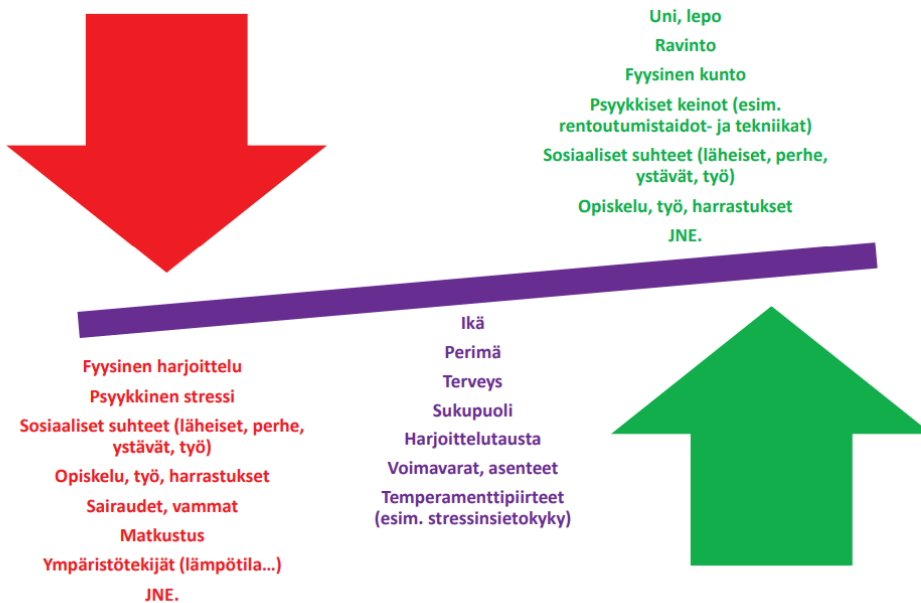 Uni, lepo
Ravinto
Fyysinen kunto
Psyykkiset keinot (esim.
rentoutumistaidot- ja tekniikat)
Sosiaaliset suhteet (läheiset, perhe,
ystävät, työ)
Opiskelu, työ, harrastukset
JNE.
Fyysinen harjoittelu
Psyykkinen stressi
Sosiaaliset suhteet (läheiset, perhe,
ystävät, työ)
Opiskelu, työ, harrastukset
Sairaudet, vammat
Matkustus
Ympäristötekijät (lämpötila…)
JNE.
Ikä
Perimä
Terveys
Sukupuoli
Harjoittelutausta
Voimavarat, asenteet
Temperamenttipiirteet
(esim. stressinsietokyky)